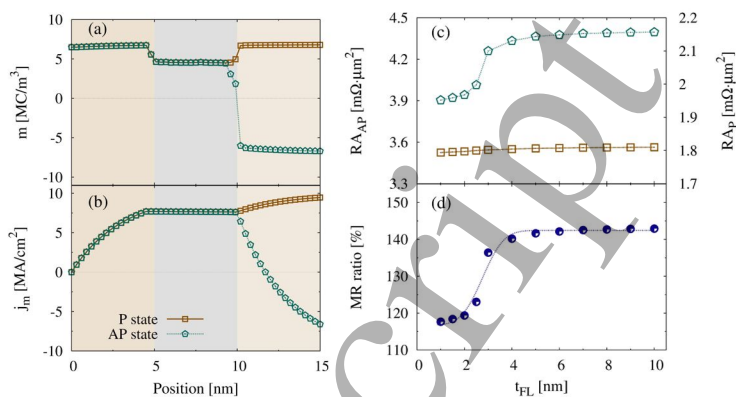 (a)
m [MC/m³]
10
5
0
-5
-10
(b)
j_m [MA/cm²]
10
5
0
-5
-10
P state
AP state
0
5
10
15
Position [nm]
(c)
RA_AP [mΩ·μm²]
4.5
4.2
3.9
3.6
3.3
RA_P [mΩ·μm²]
2.2
2.1
2
1.9
1.8
1.7
(d)
MR ratio [%]
150
140
130
120
110
0
2
4
6
8
10
t_FL [nm]
cript